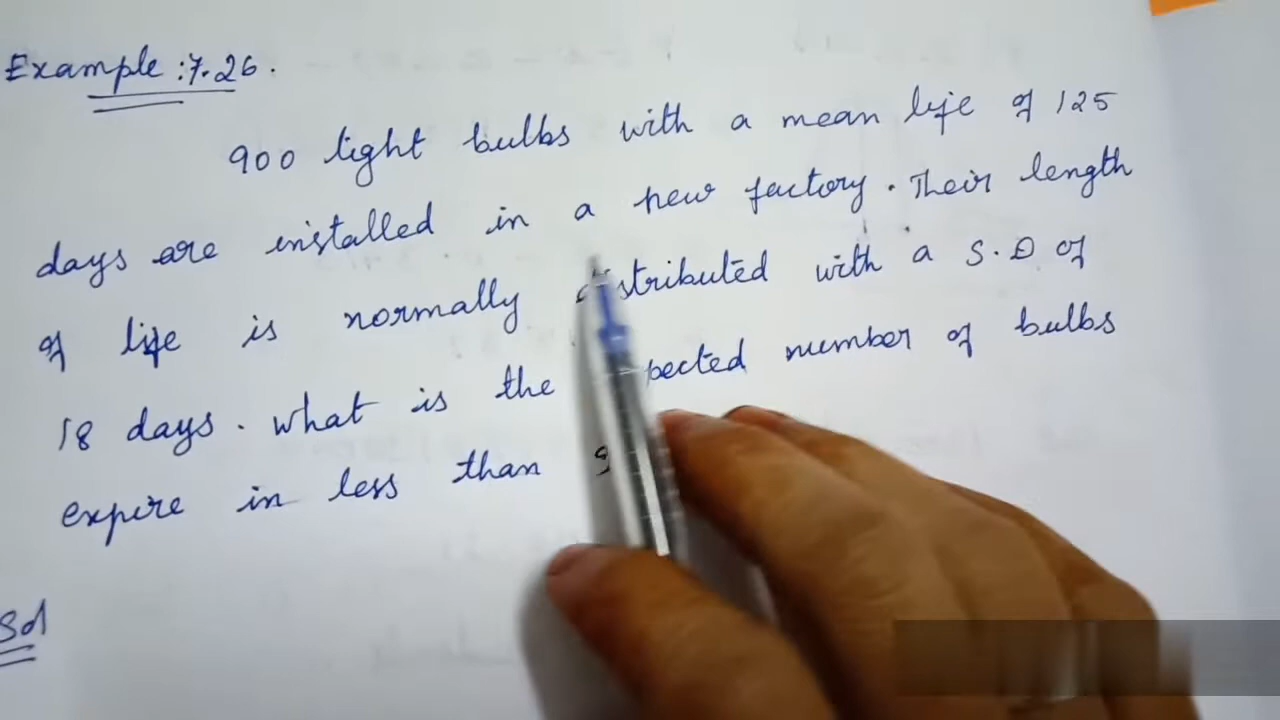 Example :7.26.
900 light bulbs with a mean life of 125
days are installed in a new factory. Their length
of life is normally distributed with a S.D of
18 days. What is the pected number of bulbs
expire in less than 9
Sol